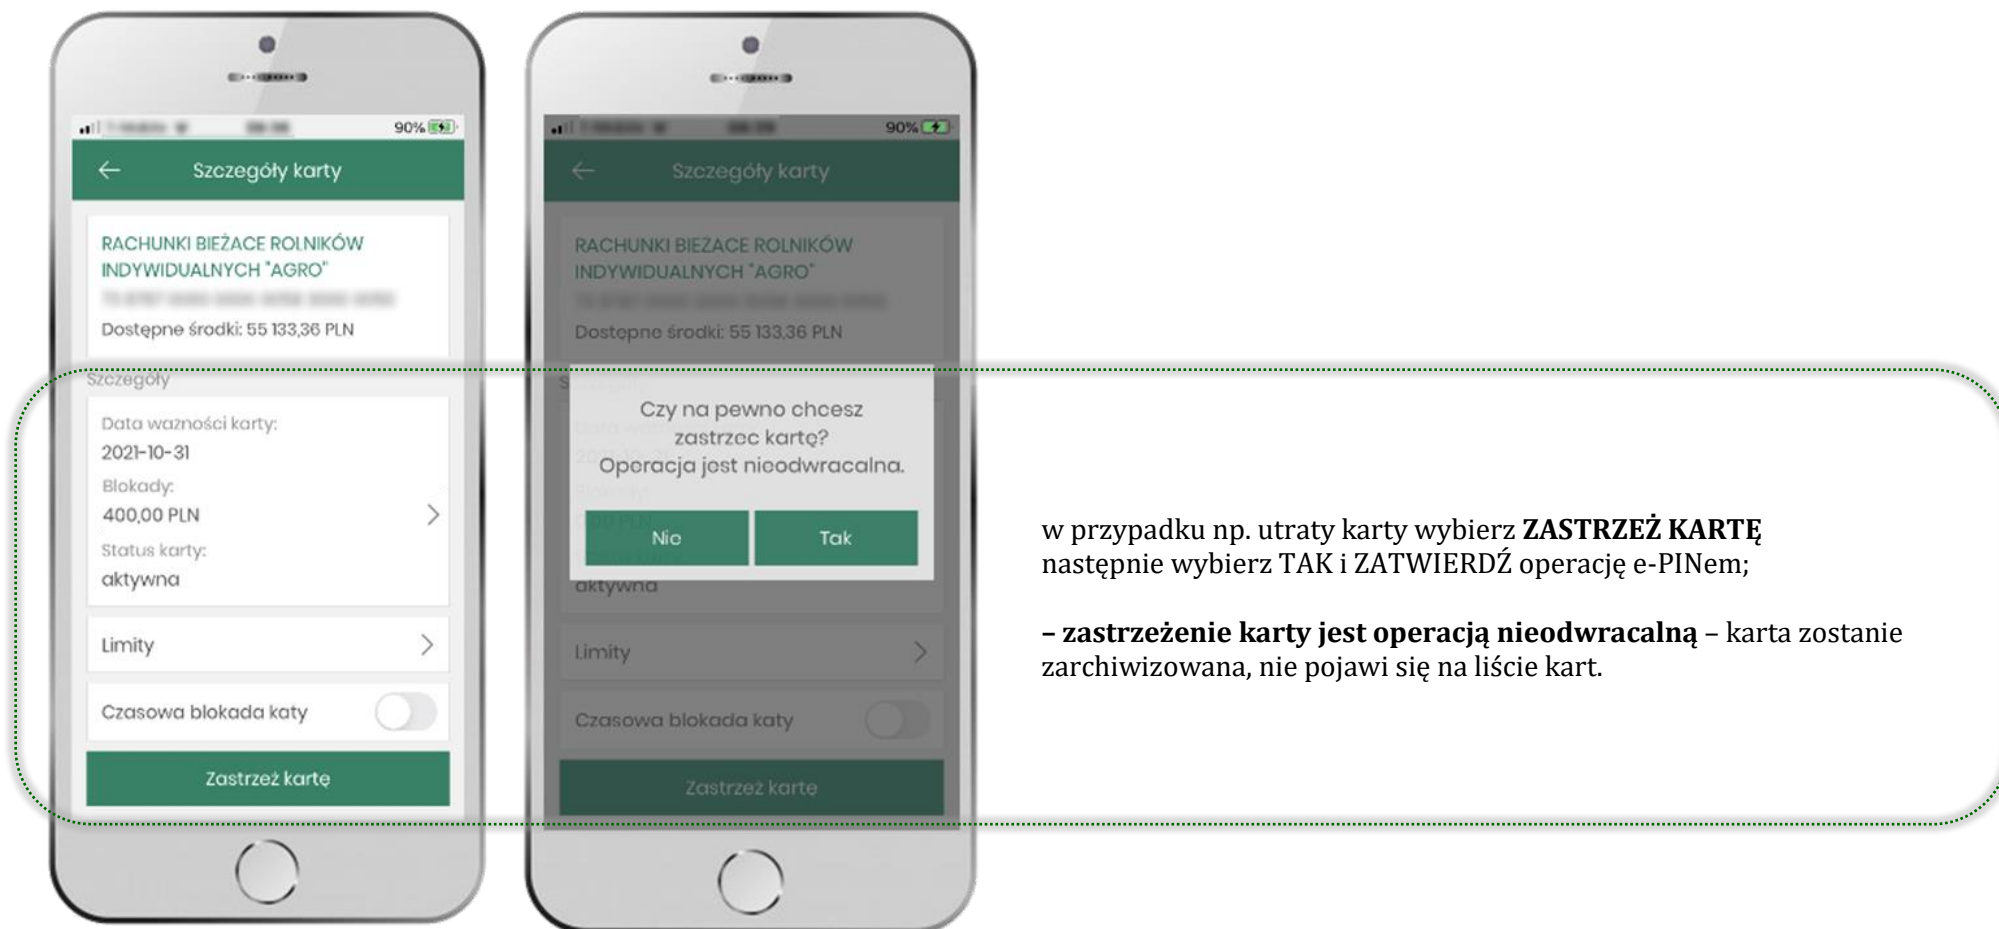 90%
Szczegóły karty
RACHUNKI BIEŻACE ROLNIKÓW
INDYWIDUALNYCH "AGRO"
Dostępne środki: 55 133,36 PLN
Szczegóły
Data ważności karty:
2021-10-31
Blokady:
400,00 PLN
Status karty:
aktywna
Limity
Czasowa blokada katy
Zastrzeż kartę
90%
Szczegóły karty
RACHUNKI BIEŻACE ROLNIKÓW
INDYWIDUALNYCH "AGRO"
Dostępne środki: 55 133,36 PLN
Czy na pewno chcesz
zastrzec kartę?
Operacja jest nieodwracalna.
Nie
Tak
aktywna
Limity
Czasowa blokada katy
Zastrzeż kartę
w przypadku np. utraty karty wybierz ZASTRZEŻ KARTĘ
następnie wybierz TAK i ZATWIERDŹ operację e-PINem;
– zastrzeżenie karty jest operacją nieodwracalną – karta zostanie
zarchiwizowana, nie pojawi się na liście kart.